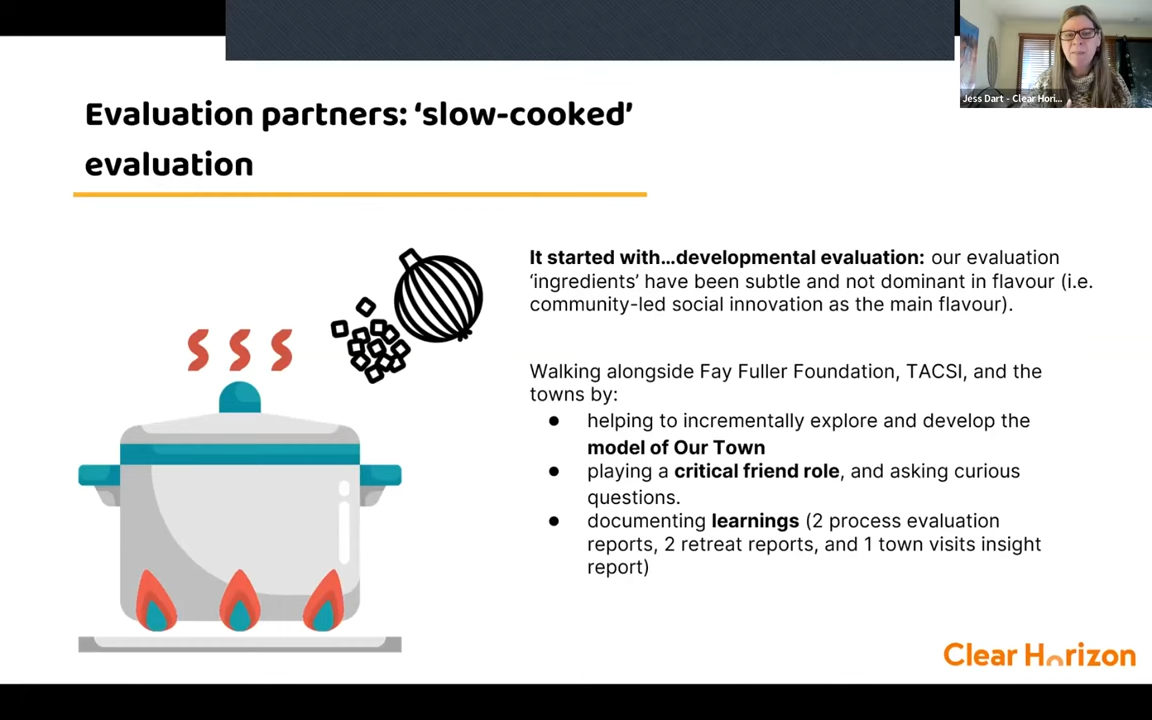 Jess Dart - Clear Hori...
Evaluation partners: ‘slow-cooked’
evaluation
It started with...developmental evaluation: our evaluation
‘ingredients’ have been subtle and not dominant in flavour (i.e.
community-led social innovation as the main flavour).
Walking alongside Fay Fuller Foundation, TACSI, and the
towns by:
● helping to incrementally explore and develop the
model of Our Town
● playing a critical friend role, and asking curious
questions.
● documenting learnings (2 process evaluation
reports, 2 retreat reports, and 1 town visits insight
report)
Clear Horizon